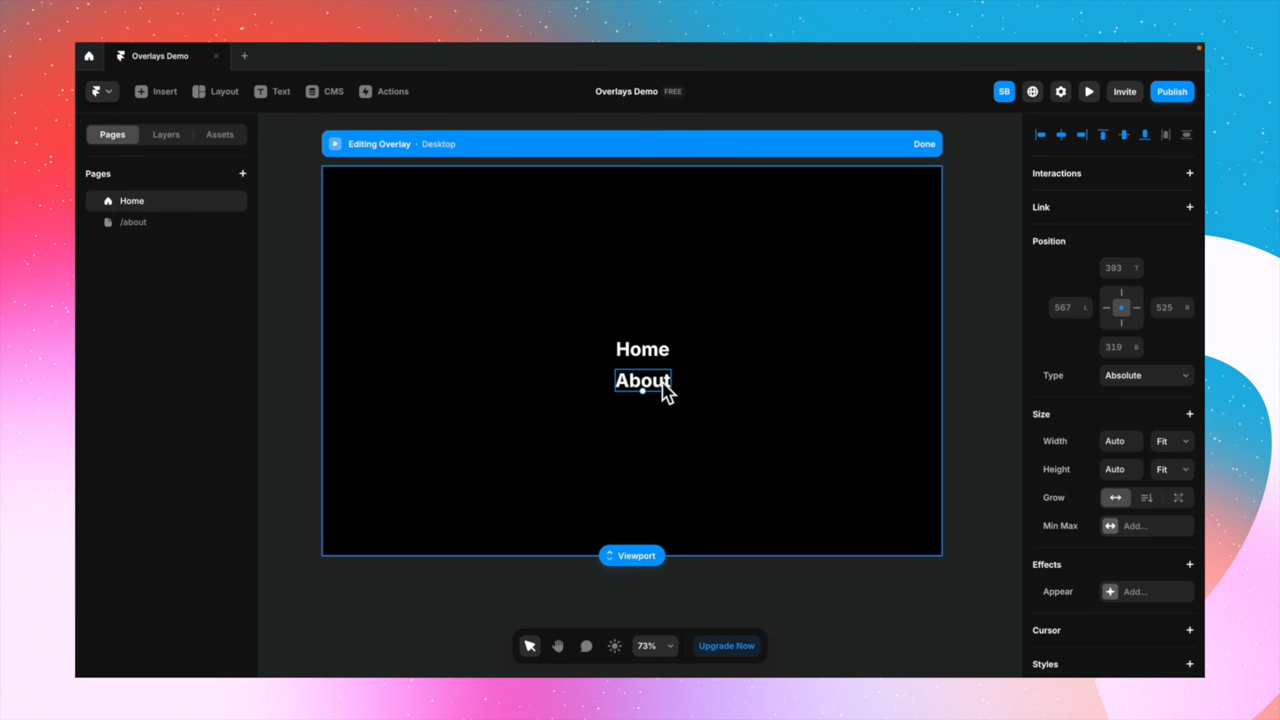 Overlays Demo
Insert Layout Text CMS Actions
Overlays Demo FREE
SB Invite Publish
Pages Layers Assets
Pages
Home
/about
Editing Overlay · Desktop Done
Home
About
Viewport
73% Upgrade Now
Interactions
Link
Position
393 T
567 L
525 R
319 B
Type Absolute
Size
Width Auto Fit
Height Auto Fit
Grow
Min Max Add...
Effects
Appear Add...
Cursor
Styles